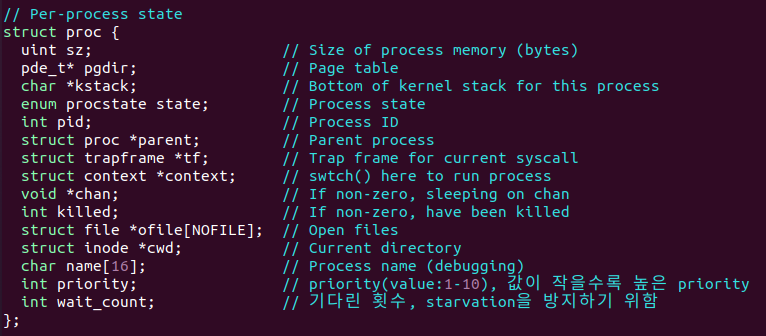 // Per-process state
struct proc {
  uint sz;                     // Size of process memory (bytes)
  pde_t* pgdir;                // Page table
  char *kstack;                // Bottom of kernel stack for this process
  enum procstate state;        // Process state
  int pid;                     // Process ID
  struct proc *parent;         // Parent process
  struct trapframe *tf;        // Trap frame for current syscall
  struct context *context;     // swtch() here to run process
  void *chan;                  // If non-zero, sleeping on chan
  int killed;                  // If non-zero, have been killed
  struct file *ofile[NOFILE];  // Open files
  struct inode *cwd;           // Current directory
  char name[16];               // Process name (debugging)
  int priority;                // priority(value:1-10), 값이 작을수록 높은 priority
  int wait_count;              // 기다린 횟수, starvation을 방지하기 위함
};